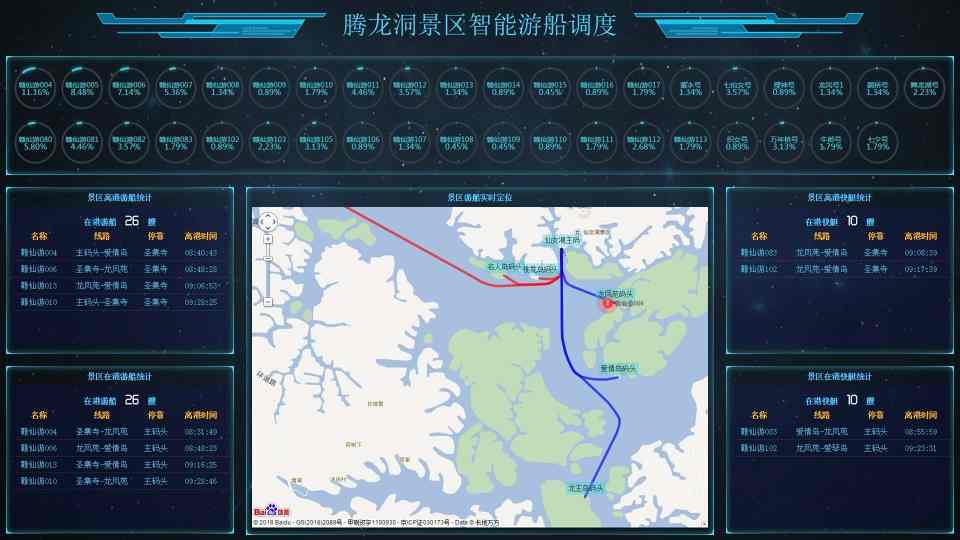 腾龙洞景区智能游船调度
赣仙游004 赣仙游005 赣仙游006 赣仙游007 赣仙游008 赣仙游009 赣仙游010 赣仙游011 赣仙游012 赣仙游013 赣仙游014 赣仙游015 赣仙游016 赣仙游017 董永号 七仙女号 龙凤号1 鹊桥号
11.16% 8.48% 7.14% 5.36% 1.34% 0.89% 1.79% 4.46% 3.57% 1.34% 0.89% 0.45% 0.89% 1.79% 1.34% 3.57% 0.89% 1.34% 1.34% 2.23%
赣仙游080 赣仙游081 赣仙游082 赣仙游083 赣仙游102 赣仙游103 赣仙游105 赣仙游106 赣仙游107 赣仙游108 赣仙游109 赣仙游110 赣仙游111 赣仙游112 赣仙游113 织女号 万年桥号 牛郎号 七夕号
5.80% 4.46% 3.57% 1.79% 0.89% 2.23% 3.13% 0.89% 1.34% 0.45% 0.45% 0.89% 1.79% 2.68% 1.79% 0.89% 3.13% 1.79% 1.79%
景区离港游船统计
在港游船 26 艘
名称 线路 停靠 离港时间
赣仙游004 主码头-爱情岛 圣集寺 08:40:43
赣仙游006 圣集寺-龙凤苑 圣集寺 08:48:28
赣仙游013 龙凤苑-爱情岛 圣集寺 09:06:53
赣仙游010 主码头-圣集寺 圣集寺 09:28:25
景区在港游船统计
在港游船 26 艘
名称 线路 停靠 离港时间
赣仙游004 圣集寺-龙凤苑 主码头 08:31:49
赣仙游006 龙凤苑-爱情岛 主码头 08:48:23
赣仙游013 龙凤苑-爱情岛 主码头 09:16:25
赣仙游010 圣集寺-龙凤苑 主码头 09:28:46
景区游船实时定位
仙女湖主码
名人岛码头
桃花岛码头
龙凤苑码头
爱情岛码头
环湖路
龙王岛码头
Bai 百度
© 2018 Baidu - GS(2016)2089号 - 甲测资字1100930 - 京ICP证030173号 - Data © 长地万方
景区离港快艇统计
在港快艇 10 艘
名称 线路 停靠 离港时间
赣仙游083 龙凤苑-爱情岛 圣集寺 09:08:39
赣仙游102 龙凤苑-爱情岛 圣集寺 09:17:39
景区在港快艇统计
在港快艇 10 艘
名称 线路 停靠 离港时间
赣仙游083 爱情岛-龙凤苑 主码头 08:55:59
赣仙游102 龙凤苑-爱琴岛 主码头 09:23:31